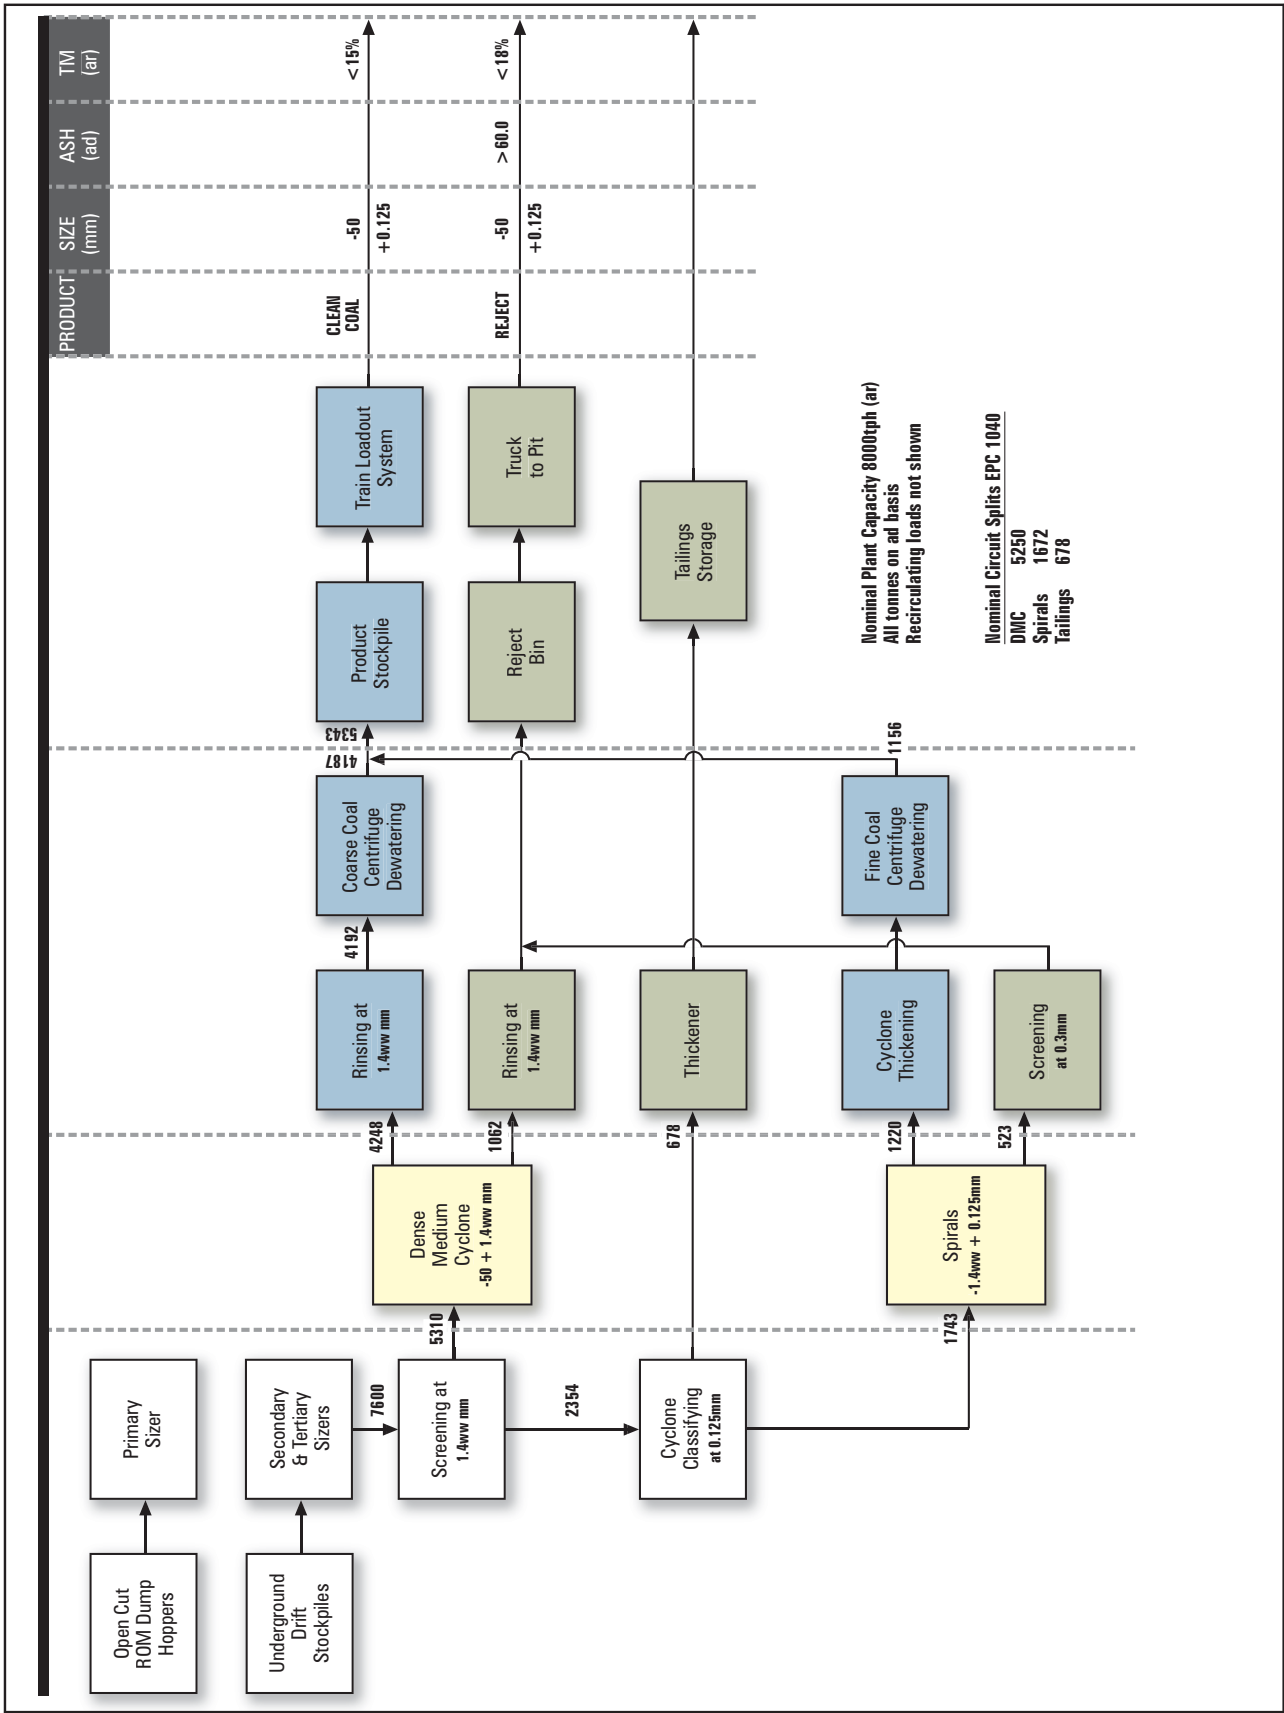 PRODUCT
SIZE
(mm)
ASH
(ad)
TM
(ar)
Open Cut
ROM Dump
Hoppers
Primary
Sizer
Underground
Drift
Stockpiles
Secondary
& Tertiary
Sizers
7600
Screening at
1.4ww mm
5310
2354
Cyclone
Classifying
at 0.125mm
1743
Dense
Medium
Cyclone
-50 + 1.4ww mm
4248
1062
678
Spirals
-1.4ww + 0.125mm
1220
523
Rinsing at
1.4ww mm
4192
Rinsing at
1.4ww mm
Thickener
Cyclone
Thickening
Screening
at 0.3mm
Coarse Coal
Centrifuge
Dewatering
4187
5343
Fine Coal
Centrifuge
Dewatering
1156
Product
Stockpile
Train Loadout
System
Reject
Bin
Truck
to Pit
Tailings
Storage
CLEAN
COAL
-50
+0.125
<15%
REJECT
-50
+0.125
>60.0
<18%
Nominal Plant Capacity 8000tph (ar)
All tonnes on ad basis
Recirculating loads not shown
Nominal Circuit Splits EPC 1040
DMC 5250
Spirals 1672
Tailings 678